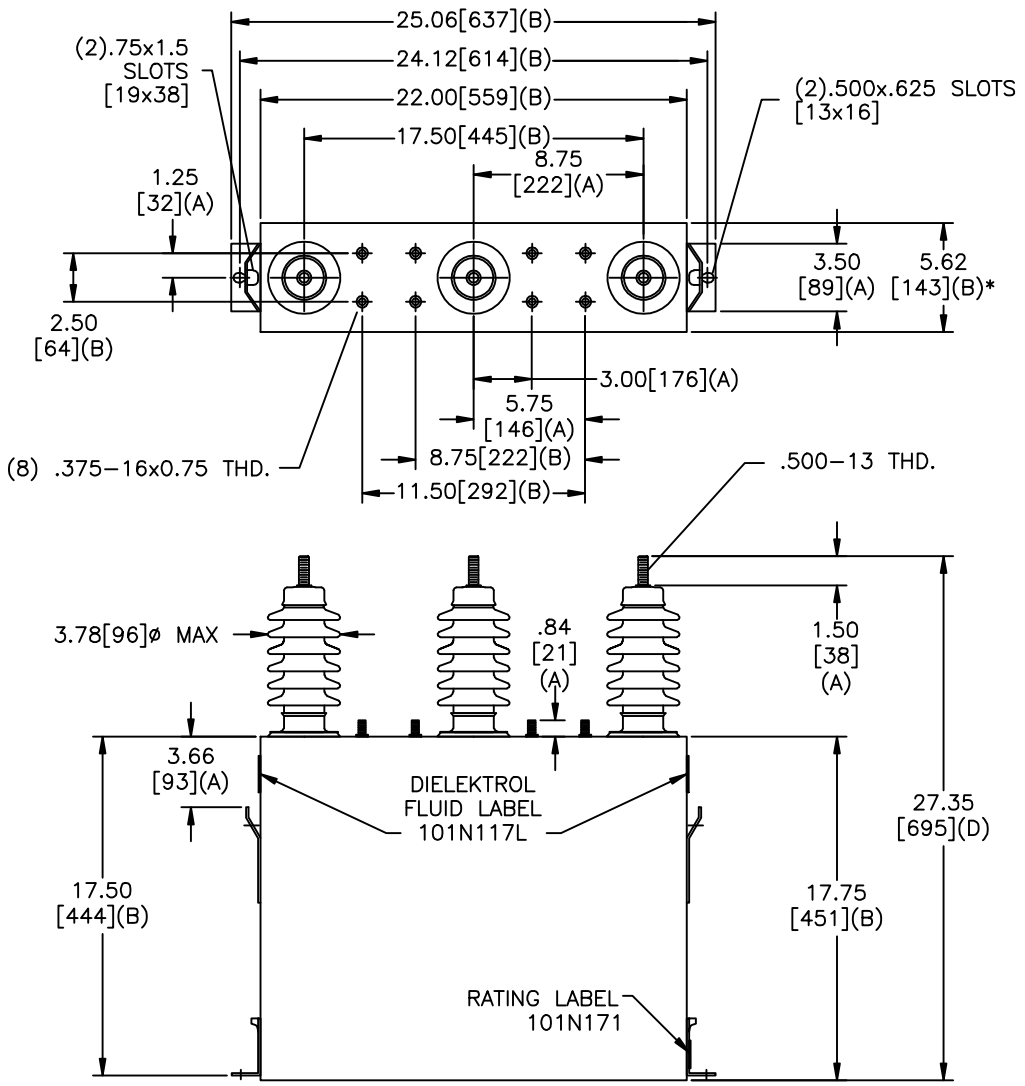 25.06[637](B)
(2).75x1.5
SLOTS
[19x38]
24.12[614](B)
(2).500x.625 SLOTS
[13x16]
22.00[559](B)
17.50[445](B)
8.75
[222](A)
1.25
[32](A)
3.50
[89](A)
5.62
[143](B)*
2.50
[64](B)
3.00[176](A)
5.75
[146](A)
(8) .375-16x0.75 THD.
8.75[222](B)
.500-13 THD.
11.50[292](B)
3.78[96]ø MAX
.84
[21]
(A)
1.50
[38]
(A)
3.66
[93](A)
DIELEKTROL
FLUID LABEL
101N117L
27.35
[695](D)
17.50
[444](B)
17.75
[451](B)
RATING LABEL
101N171